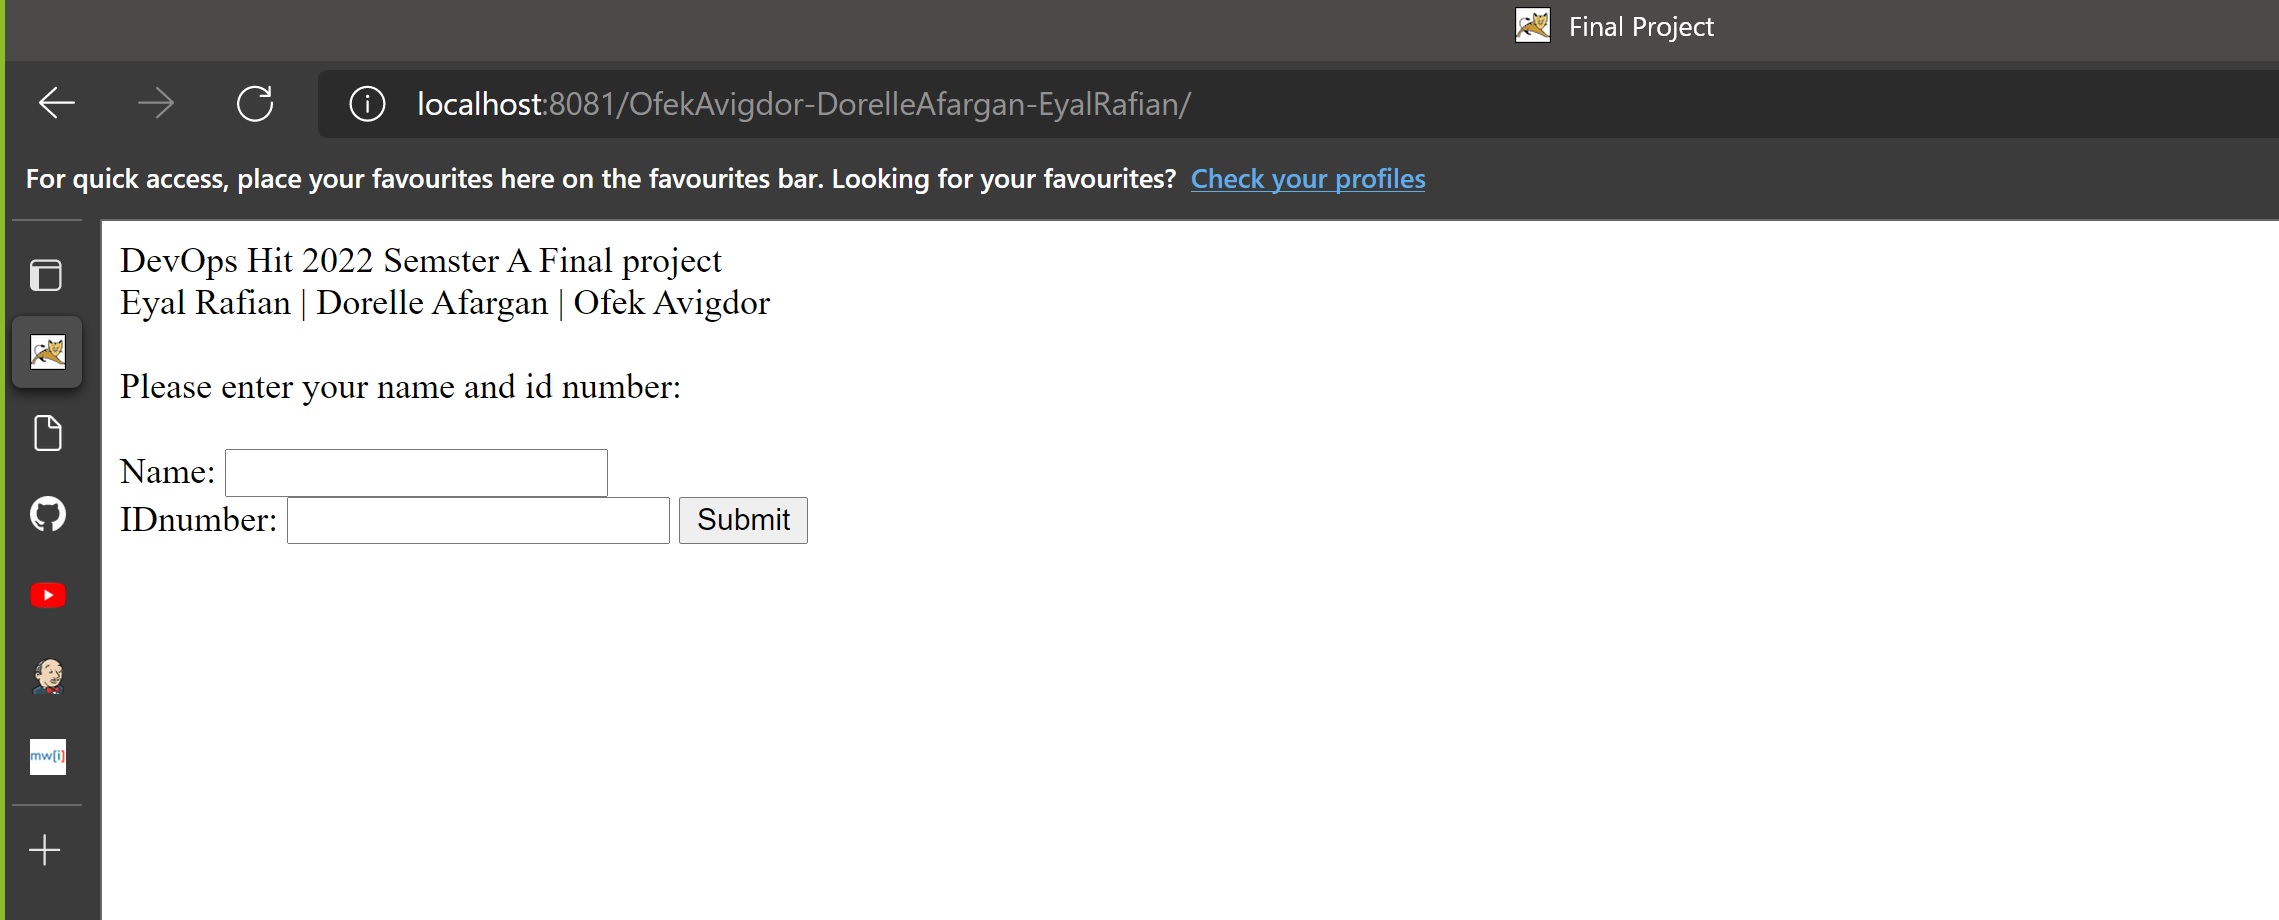 Final Project
localhost:8081/OfekAvigdor-DorelleAfargan-EyalRafian/
For quick access, place your favourites here on the favourites bar. Looking for your favourites? Check your profiles
DevOps Hit 2022 Semster A Final project
Eyal Rafian | Dorelle Afargan | Ofek Avigdor
Please enter your name and id number:
Name:
IDnumber: Submit
mw[i]